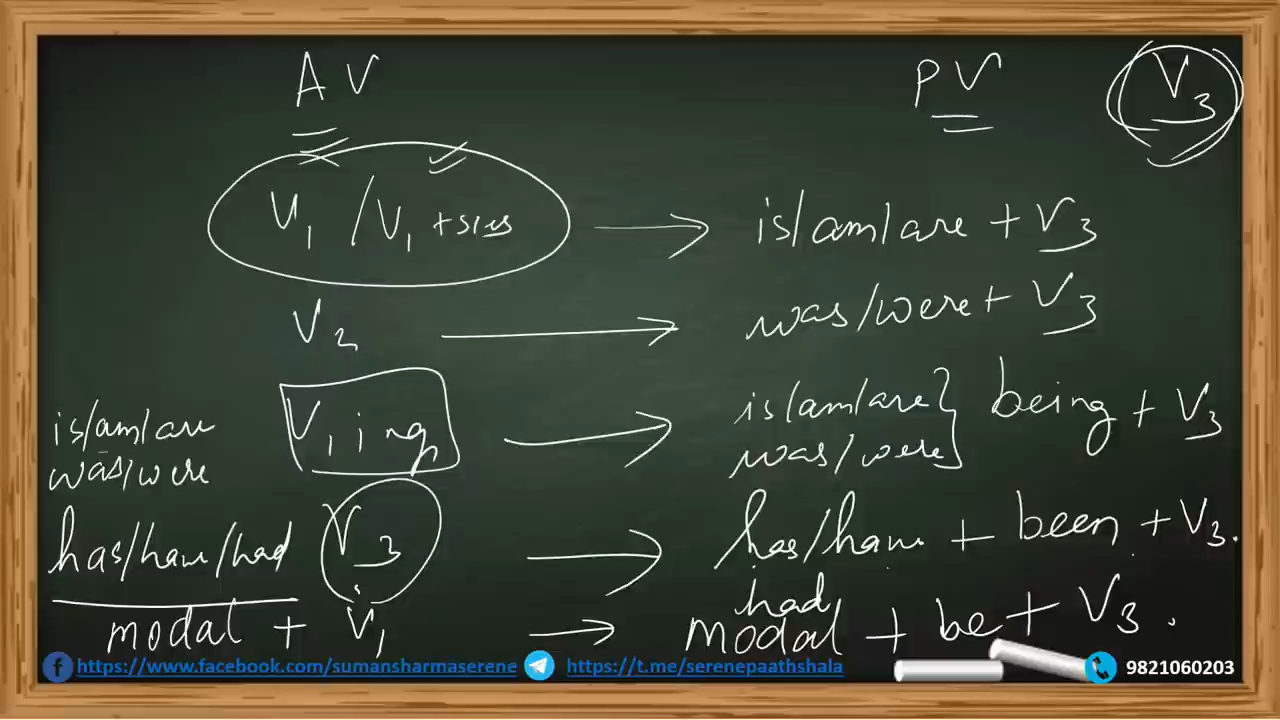 AV PV V3
V1 / V1 + s/es → is/am/are + V3
V2 → was/were + V3
is/am/are V1 ing → is/am/are } being + V3
was/were was/were
has/have/had V3 → has/have + been + V3.
had
modal + V1 → modal + be + V3.
https://www.facebook.com/sumansharmaserene https://t.me/serenepaathshala 9821060203